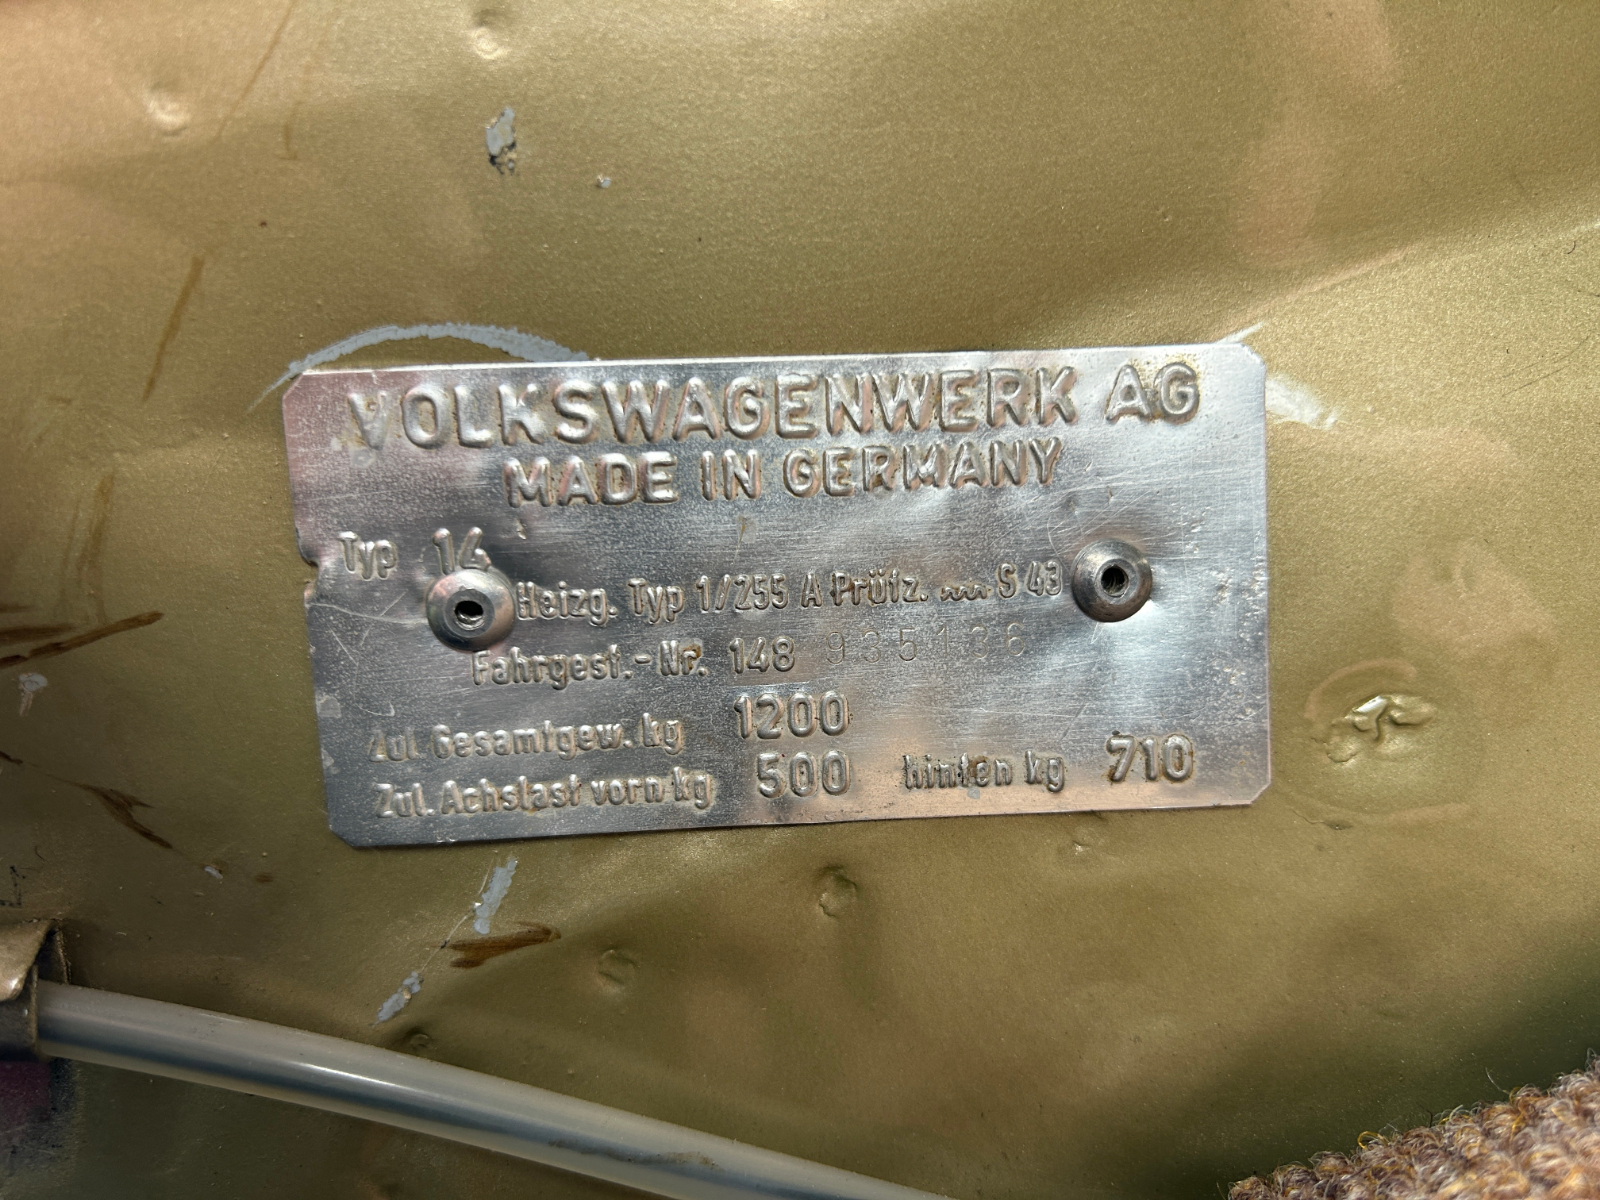 VOLKSWAGENWERK AG
MADE IN GERMANY
Typ 14
Heizg. Typ 1/255 A Prüfz. ~~~ S 43
Fahrgest.-Nr. 148 935136
Zul. Gesamtgew. kg 1200
Zul. Achslast vorn kg 500 hinten kg 710